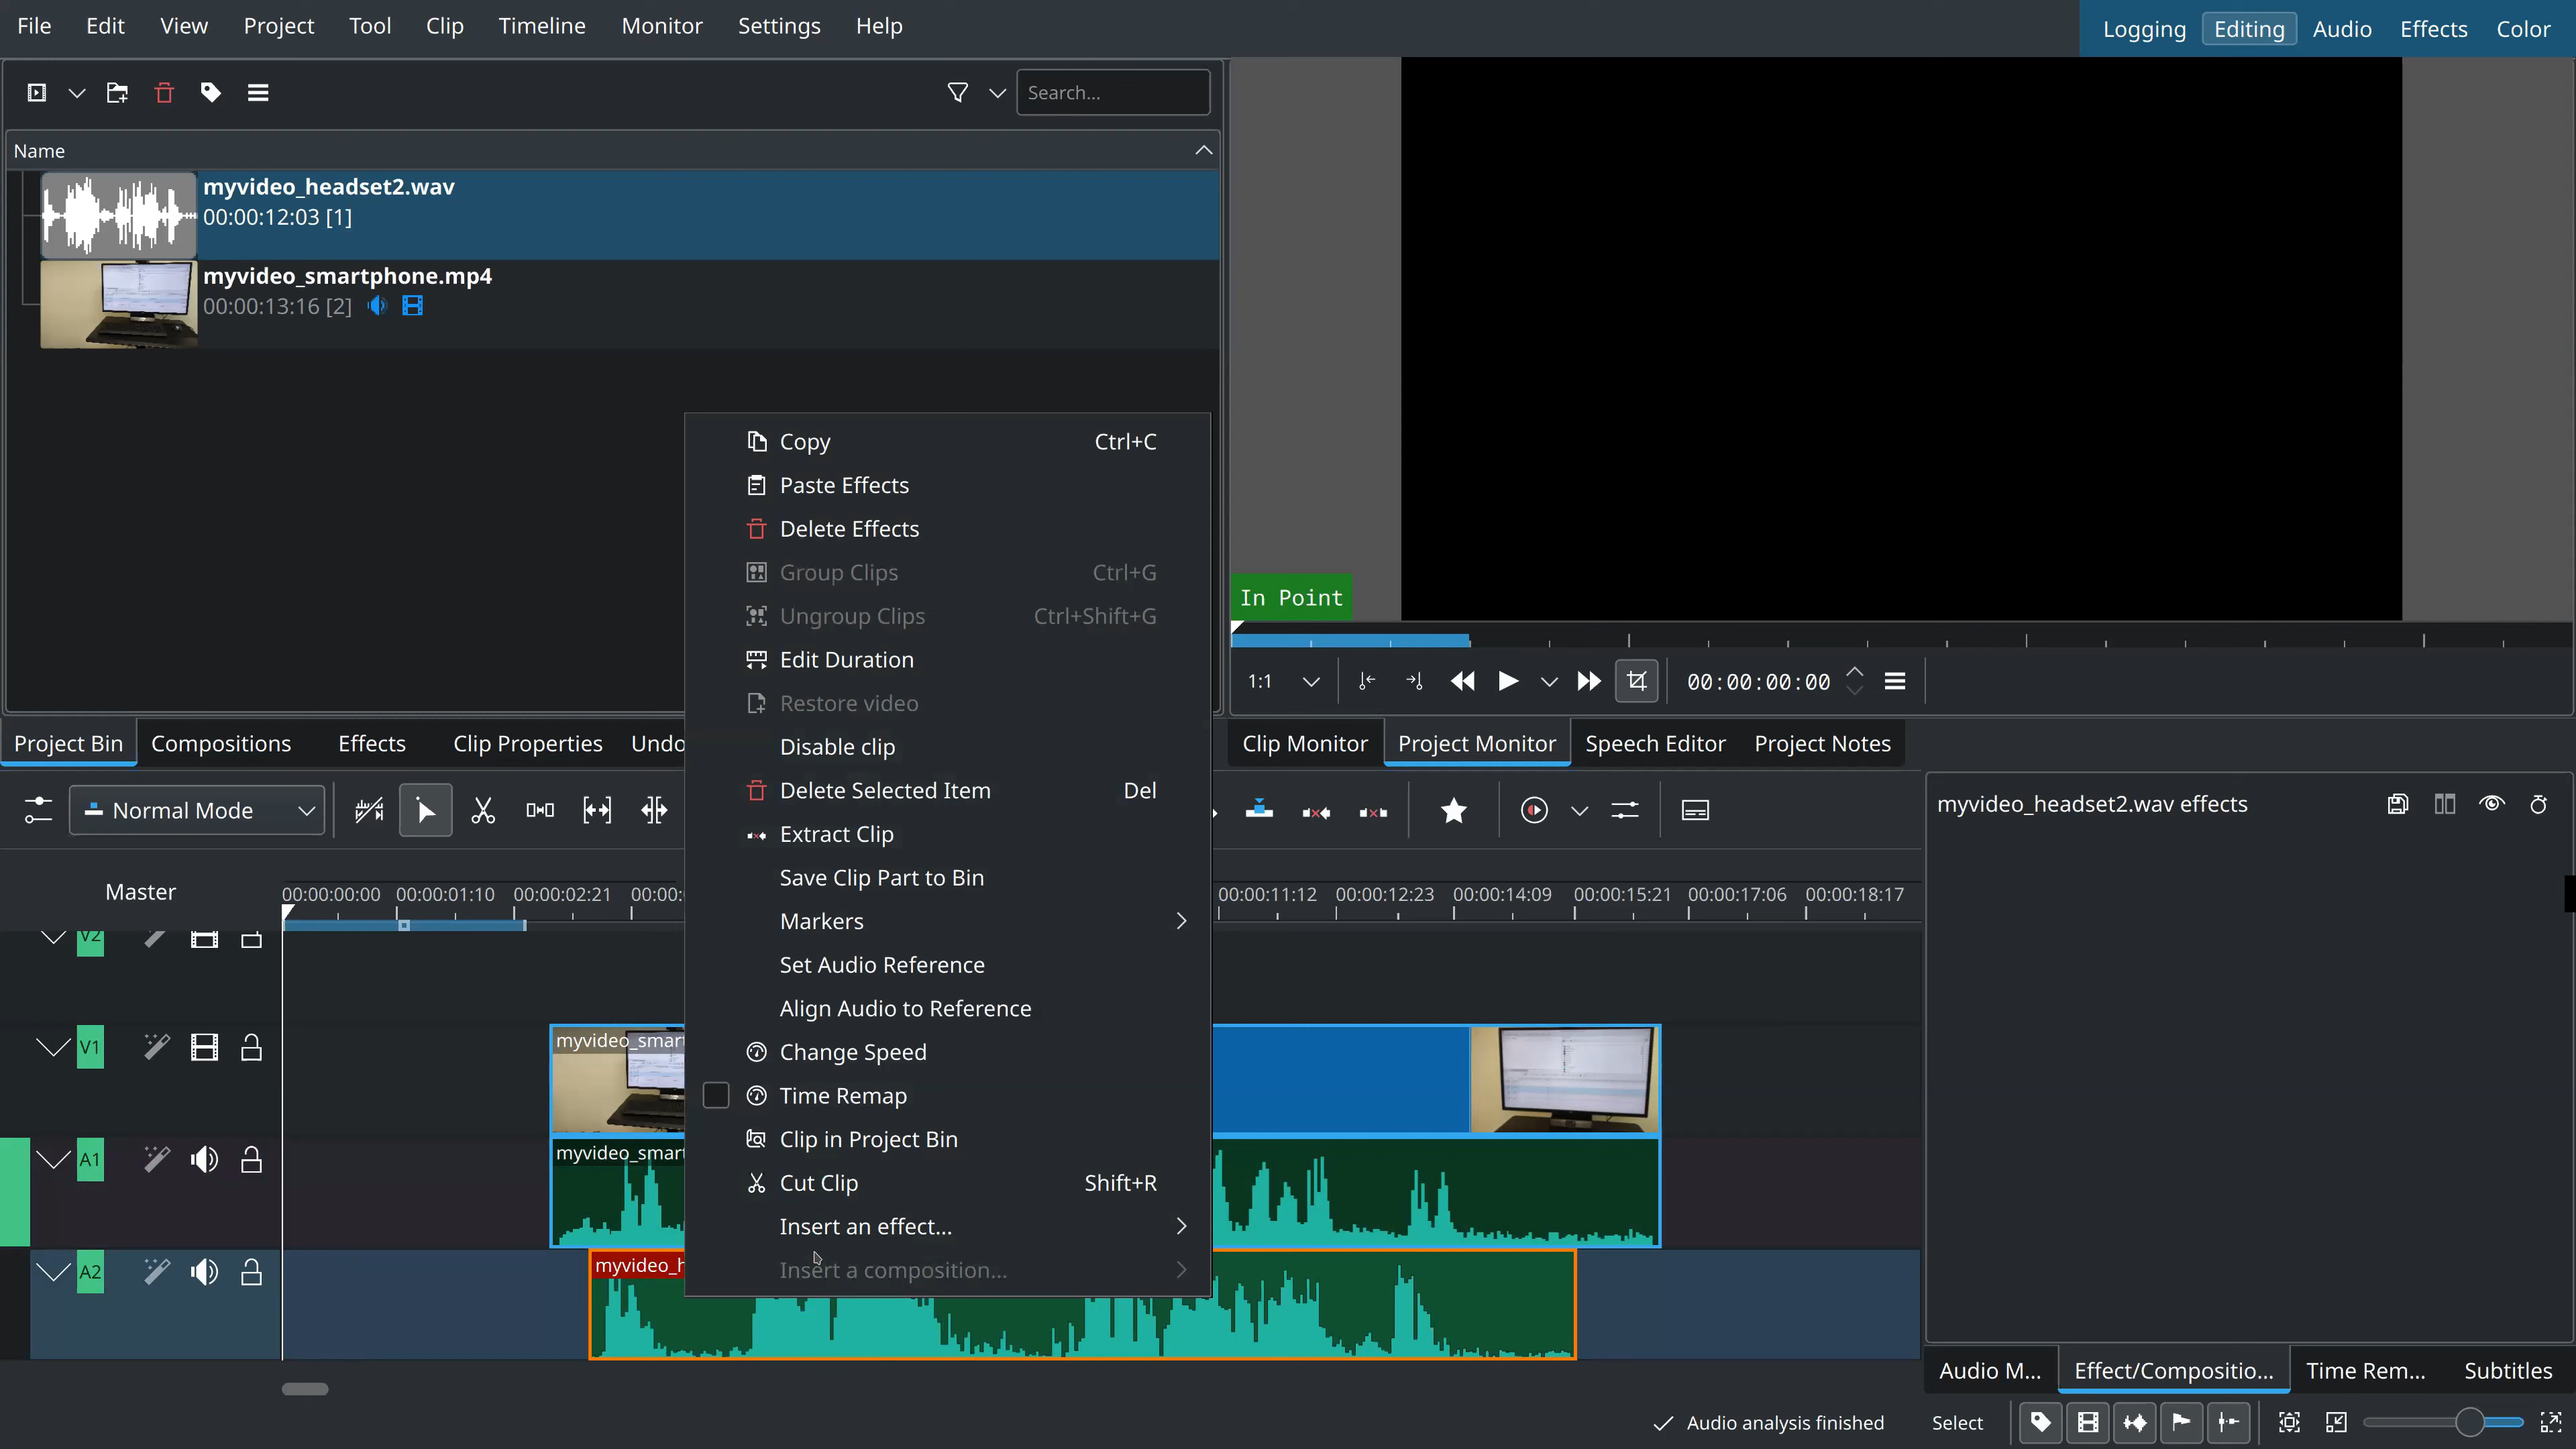 File Edit View Project Tool Clip Timeline Monitor Settings Help
Logging Editing Audio Effects Color
Search...
Name
myvideo_headset2.wav
00:00:12:03 [1]
myvideo_smartphone.mp4
00:00:13:16 [2]
Copy Ctrl+C
Paste Effects
Delete Effects
Group Clips Ctrl+G
Ungroup Clips Ctrl+Shift+G
Edit Duration
Restore video
Disable clip
Delete Selected Item Del
Extract Clip
Save Clip Part to Bin
Markers
Set Audio Reference
Align Audio to Reference
Change Speed
Time Remap
Clip in Project Bin
Cut Clip Shift+R
Insert an effect...
Insert a composition...
In Point
1:1 00:00:00:00
Project Bin Compositions Effects Clip Properties Undo
Clip Monitor Project Monitor Speech Editor Project Notes
Normal Mode
myvideo_headset2.wav effects
Master
00:00:00:00 00:00:01:10 00:00:02:21 00:00:0 00:00:11:12 00:00:12:23 00:00:14:09 00:00:15:21 00:00:17:06 00:00:18:17
V2
V1 myvideo_smart
A1 myvideo_smart
A2 myvideo_h
Audio M... Effect/Compositio... Time Rem... Subtitles
Audio analysis finished Select